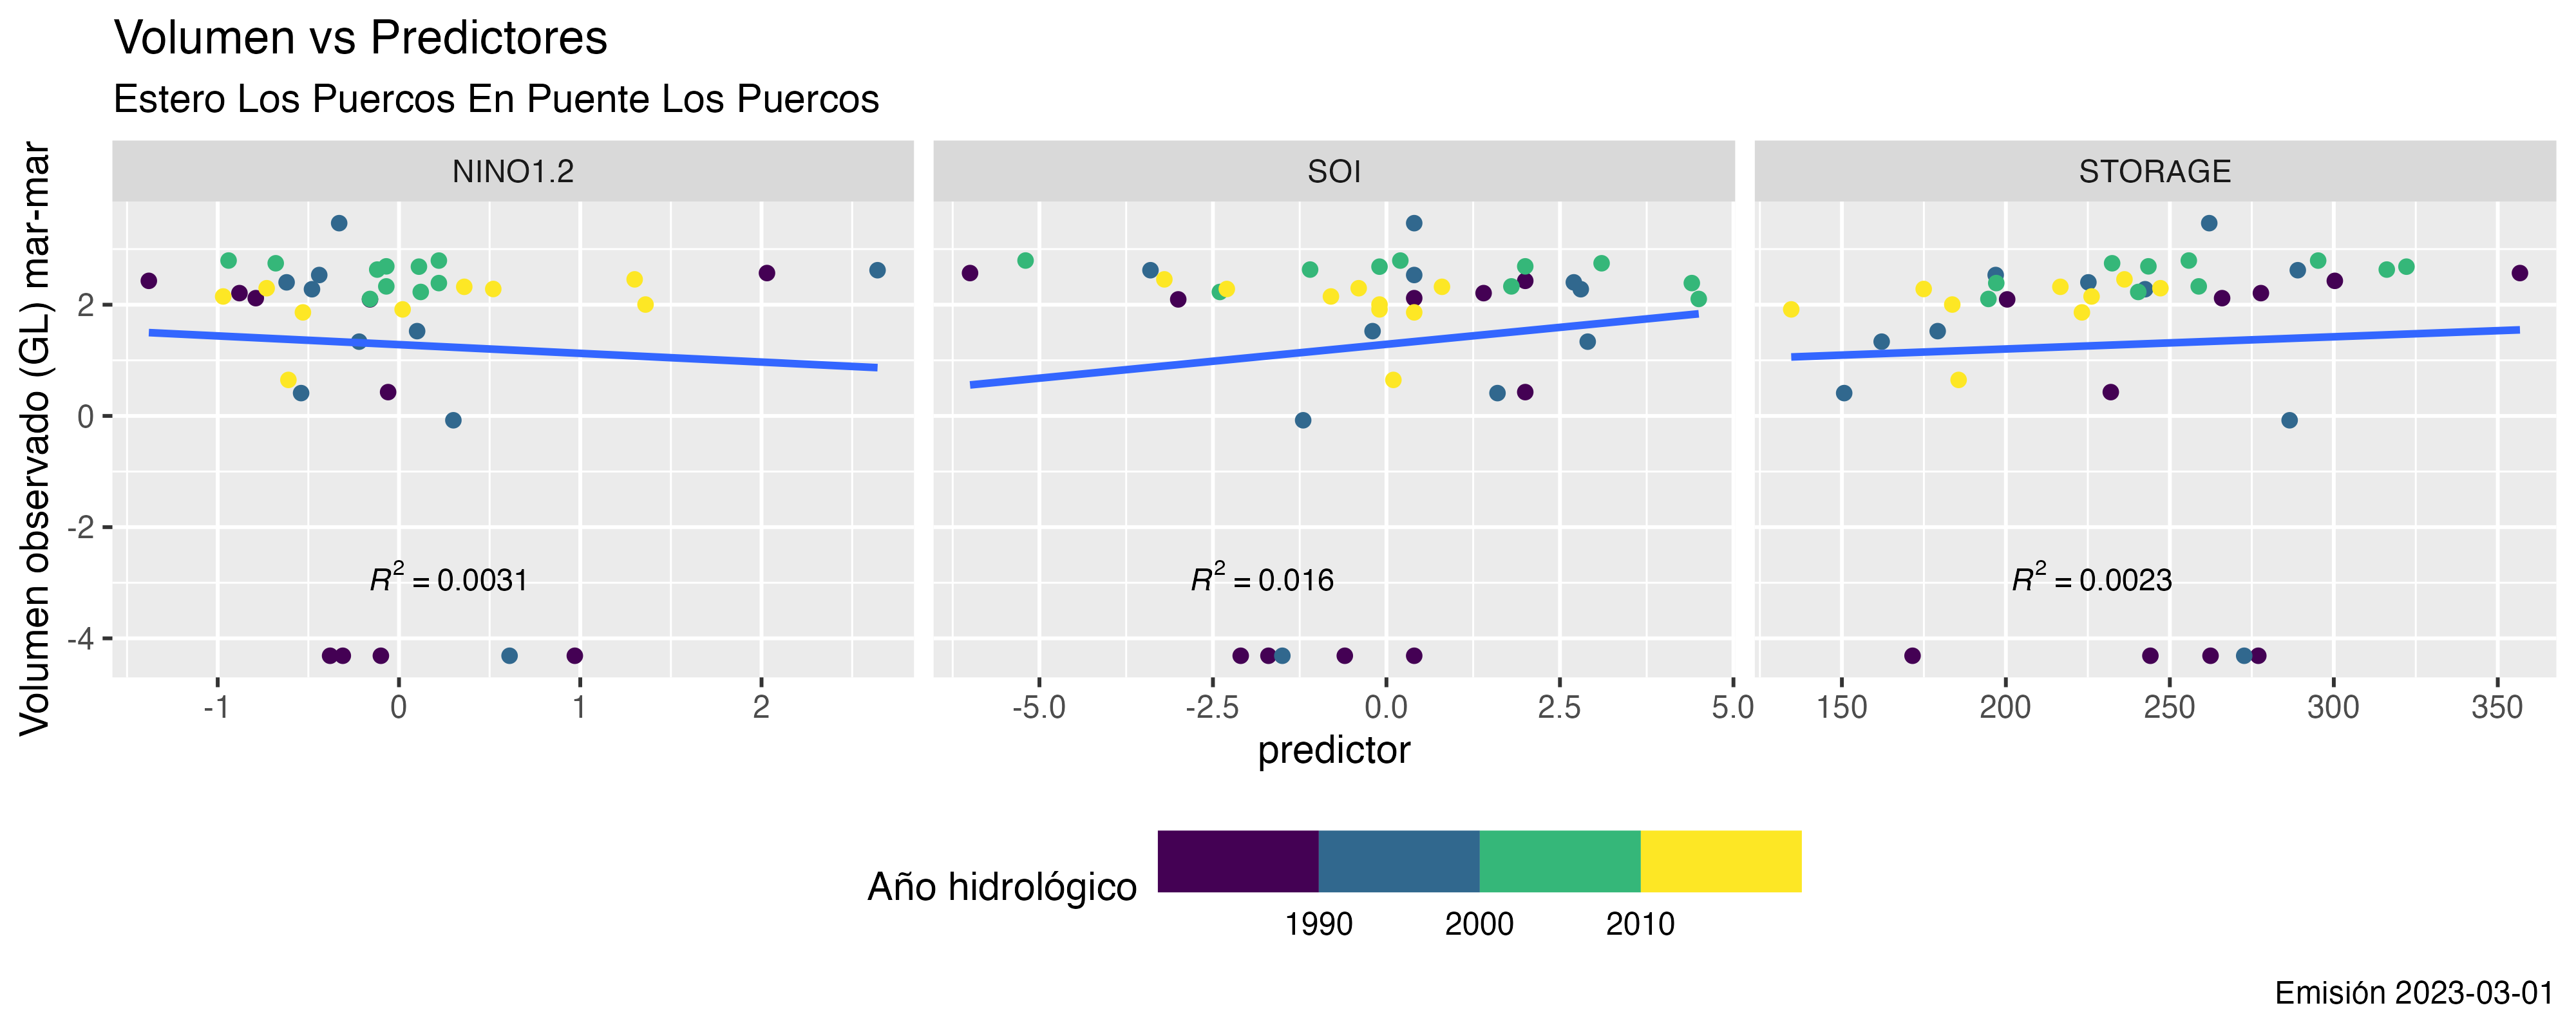 Volumen vs Predictores
Estero Los Puercos En Puente Los Puercos
Volumen observado (GL) mar-mar
NINO1.2 SOI STORAGE
2
0
-2
-4
R² = 0.0031 R² = 0.016 R² = 0.0023
-1 0 1 2 -5.0 -2.5 0.0 2.5 5.0 150 200 250 300 350
predictor
Año hidrológico
1990 2000 2010
Emisión 2023-03-01